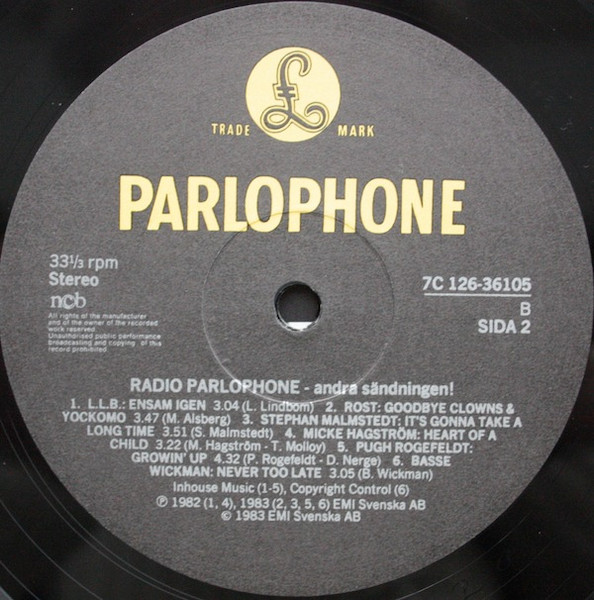 £
TRADE MARK
PARLOPHONE
33⅓ rpm
Stereo
ncb
All rights of the manufacturer
and of the owner of the recorded
work reserved.
Unauthorised public performance
broadcasting and copying of this
record prohibited.
7C 126-36105
B
SIDA 2
RADIO PARLOPHONE - andra sändningen!
1. L.L.B.: ENSAM IGEN 3.04 (L. Lindbom) 2. ROST: GOODBYE CLOWNS &
YOCKOMO 3.47 (M. Alsberg) 3. STEPHAN MALMSTEDT: IT'S GONNA TAKE A
LONG TIME 3.51 (S. Malmstedt) 4. MICKE HAGSTRÖM: HEART OF A
CHILD 3.22 (M. Hagström - T. Molloy) 5. PUGH ROGEFELDT:
GROWIN' UP 4.32 (P. Rogefeldt - D. Nerge) 6. BASSE
WICKMAN: NEVER TOO LATE 3.05 (B. Wickman)
Inhouse Music (1-5), Copyright Control (6)
℗ 1982 (1, 4), 1983 (2, 3, 5, 6) EMI Svenska AB
© 1983 EMI Svenska AB